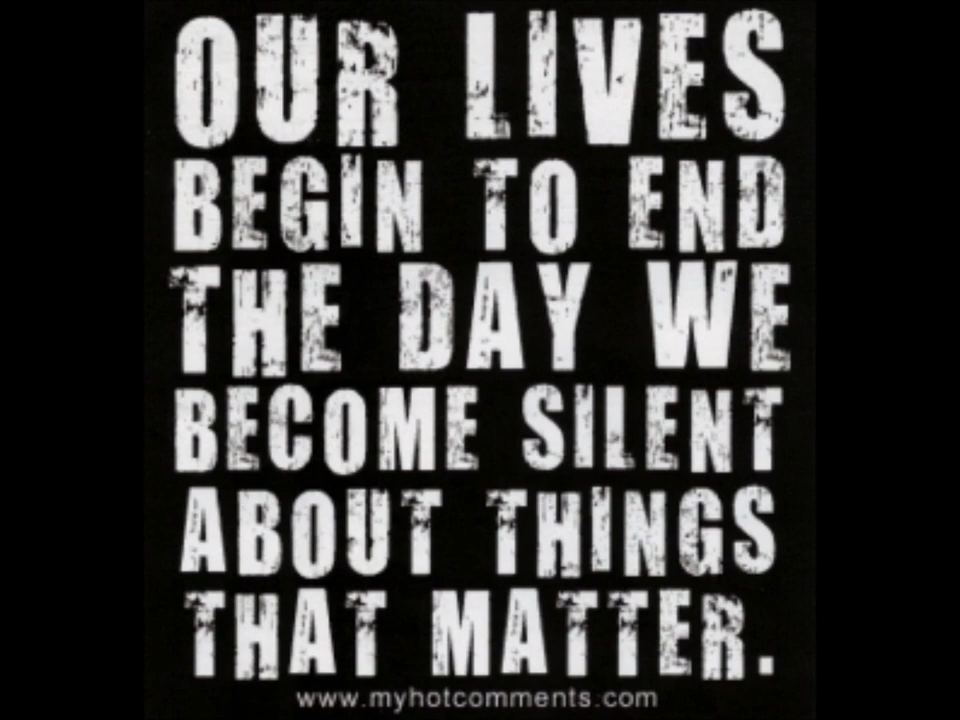 OUR LIVES
BEGIN TO END
THE DAY WE
BECOME SILENT
ABOUT THINGS
THAT MATTER.
www.myhotcomments.com